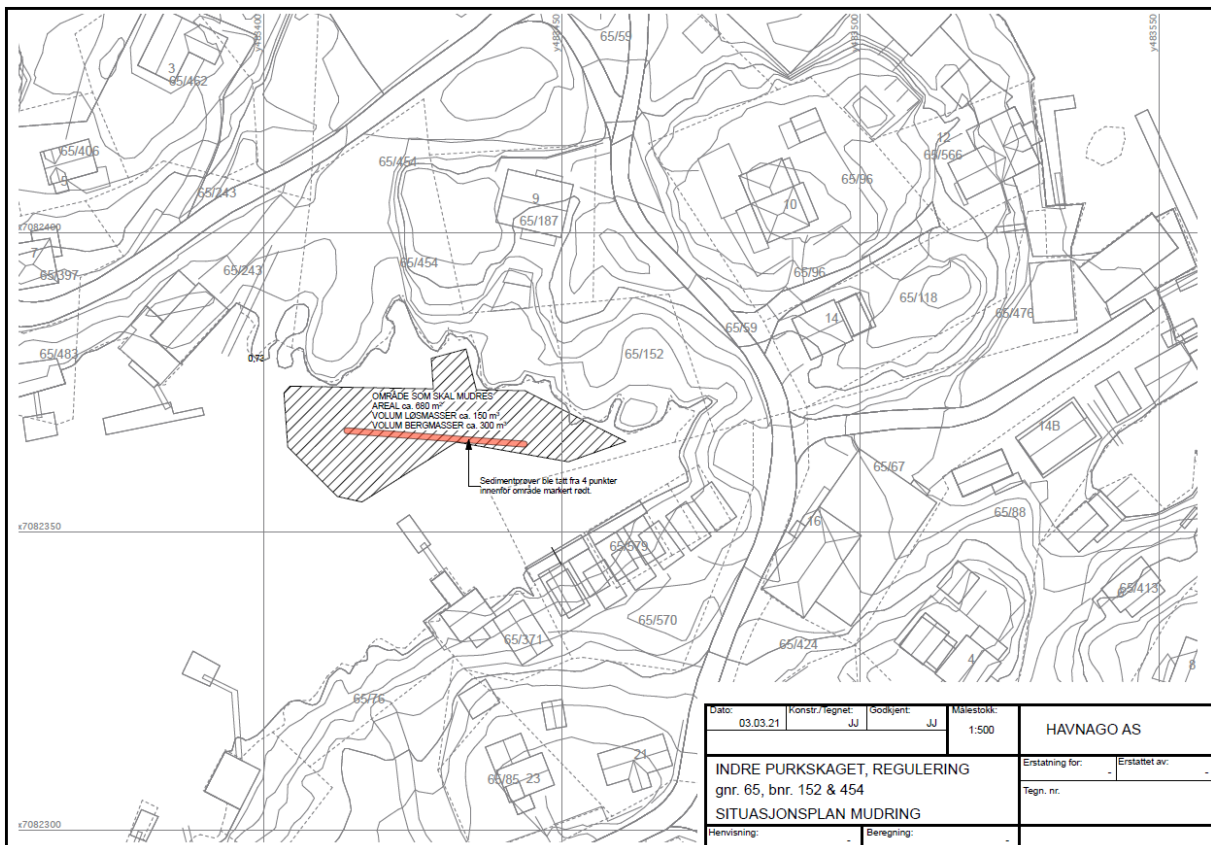 y483400
y483500
y483550
65/59
3
65/462
65/406
5
65/454
12
65/566
65/243
9
65/187
65/96
10
x7082400
7
65/397
65/243
65/454
65/96
65/118
65/476
14
65/59
65/483
0,73
65/152
OMRÅDE SOM SKAL MUDRES
AREAL ca. 680 m²
VOLUM LØSMASSER ca. 150 m³
VOLUM BERGMASSER ca. 300 m³
14B
Sedimentprøver ble tatt fra 4 punkter
innenfor område markert rødt.
65/67
x7082350
16
65/88
65/579
65/413
65/570
65/371
65/424
4
8
65/76
21
65/85
23
x7082300
Dato:
03.03.21
Konstr./Tegnet:
JJ
Godkjent:
JJ
Målestokk:
1:500
HAVNAGO AS
INDRE PURKSKAGET, REGULERING
gnr. 65, bnr. 152 & 454
SITUASJONSPLAN MUDRING
Erstatning for:
-
Erstattet av:
-
Tegn. nr.
Henvisning:
-
Beregning:
-